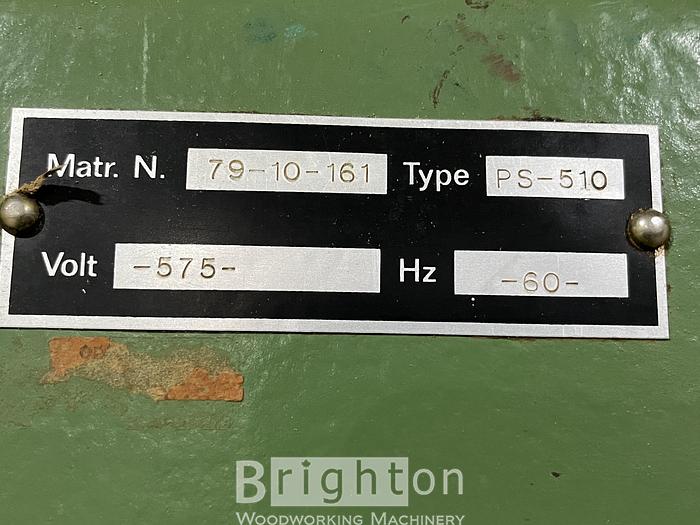 Matr. N. 79-10-161 Type PS-510
Volt -575- Hz -60-
Brighton
WOODWORKING MACHINERY